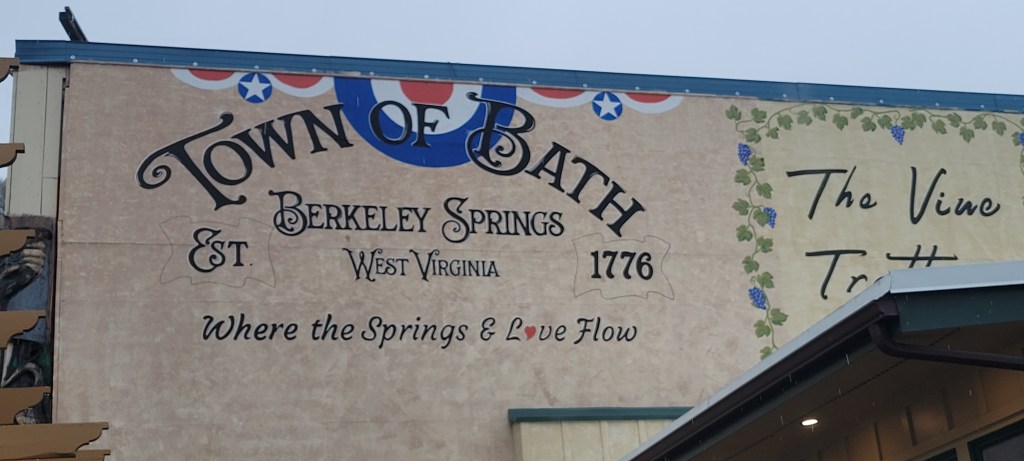 Town of Bath
Berkeley Springs
Est.
West Virginia
1776
Where the Springs & Love Flow
The Vine